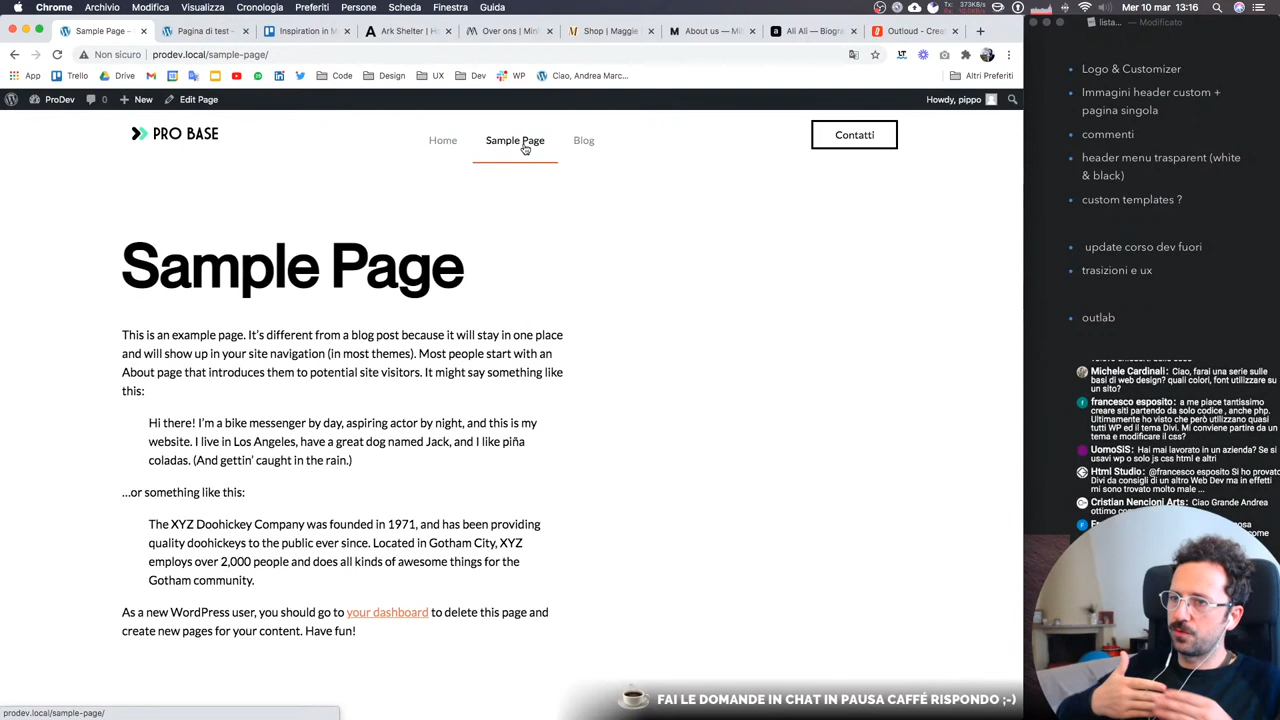 Chrome Archivio Modifica Visualizza Cronologia Preferiti Persone Scheda Finestra Guida
Tx: 373KB/s
Mer 10 mar 13:16
Sample Page –
Pagina di test –
Inspiration in M
Ark Shelter | H
Over ons | Mini
Shop | Maggie
About us — Mi
Ali Ali — Biogra
Outloud - Crea
lista...
— Modificato
Non sicuro
prodev.local/sample-page/
App
Trello
Drive
Code
Design
UX
Dev
WP
Ciao, Andrea Marc...
Altri Preferiti
ProDev
0
New
Edit Page
Howdy, pippo
PRO BASE
Home
Sample Page
Blog
Contatti
Sample Page
This is an example page. It's different from a blog post because it will stay in one place
and will show up in your site navigation (in most themes). Most people start with an
About page that introduces them to potential site visitors. It might say something like
this:
Hi there! I'm a bike messenger by day, aspiring actor by night, and this is my
website. I live in Los Angeles, have a great dog named Jack, and I like piña
coladas. (And gettin' caught in the rain.)
…or something like this:
The XYZ Doohickey Company was founded in 1971, and has been providing
quality doohickeys to the public ever since. Located in Gotham City, XYZ
employs over 2,000 people and does all kinds of awesome things for the
Gotham community.
As a new WordPress user, you should go to your dashboard to delete this page and
create new pages for your content. Have fun!
prodev.local/sample-page/
Logo & Customizer
Immagini header custom +
pagina singola
commenti
header menu trasparent (white
& black)
custom templates ?
update corso dev fuori
trasizioni e ux
outlab
Michele Cardinali: Ciao, farai una serie sulle
basi di web design? quali colori, font utilizzare su
un sito?
francesco esposito: a me piace tantissimo
creare siti partendo da solo codice , anche php.
Ultimamente ho visto che però utilizzano quasi
tutti WP ed il tema Divi. Mi conviene partire da un
tema e modificare il css?
UomoSiS: Hai mai lavorato in un azienda? Se si
usavi wp o solo js css html e altri
Html Studio: @francesco esposito Si ho provato
Divi da consigli di un altro Web Dev ma in effetti
mi sono trovato molto male ...
Cristian Nencioni Arts: Ciao Grande Andrea
ottimo
FAI LE DOMANDE IN CHAT IN PAUSA CAFFÉ RISPONDO ;-)